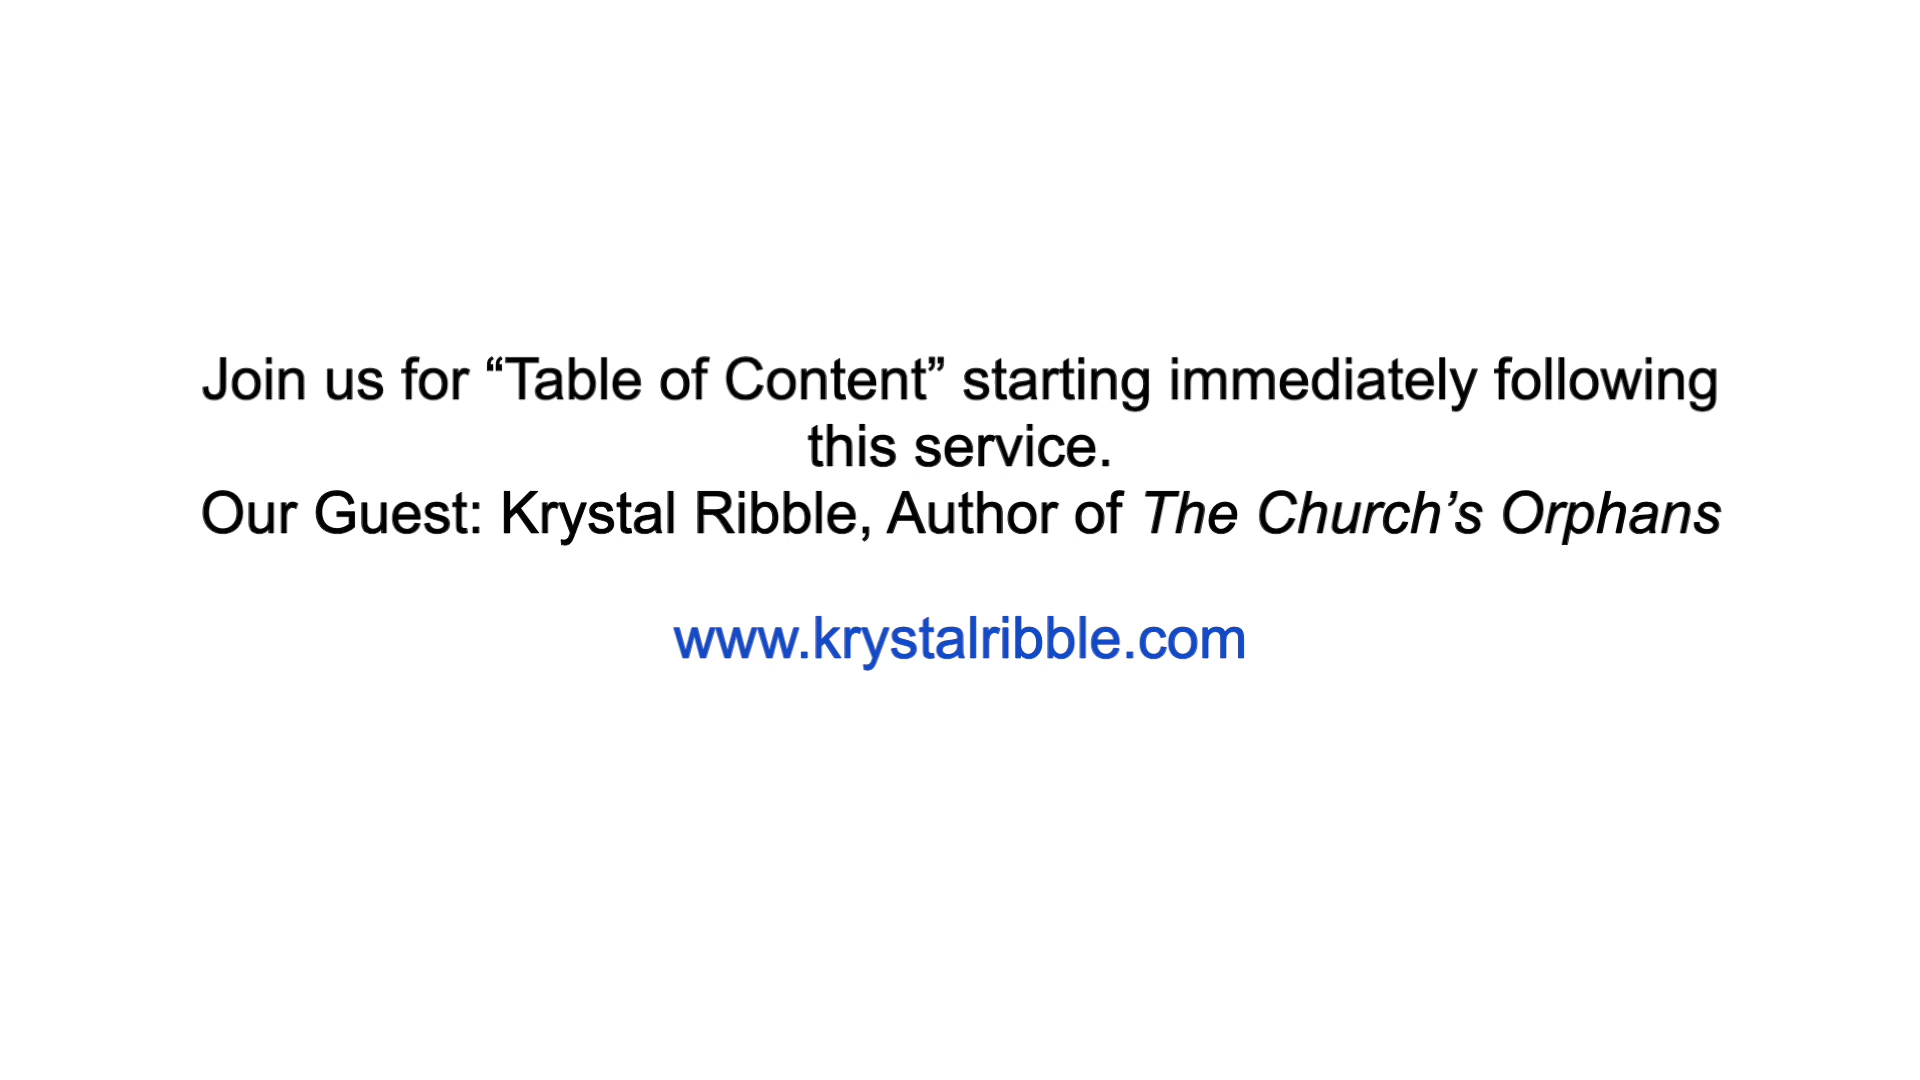 Join us for “Table of Content” starting immediately following
this service.
Our Guest: Krystal Ribble, Author of The Church’s Orphans
www.krystalribble.com